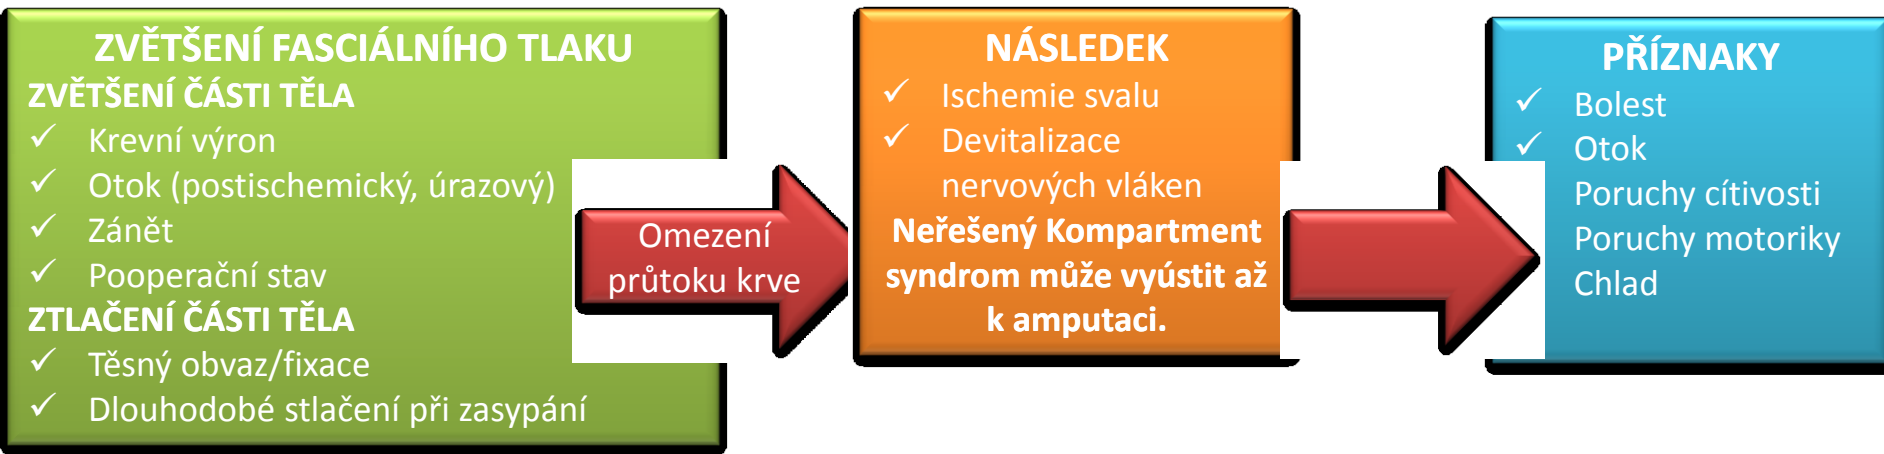 ZVĚTŠENÍ FASCIÁLNÍHO TLAKU
ZVĚTŠENÍ ČÁSTI TĚLA
✓ Krevní výron
✓ Otok (postischemický, úrazový)
✓ Zánět
✓ Pooperační stav
ZTLAČENÍ ČÁSTI TĚLA
✓ Těsný obvaz/fixace
✓ Dlouhodobé stlačení při zasypání
Omezení
průtoku krve
NÁSLEDEK
✓ Ischemie svalu
✓ Devitalizace
nervových vláken
Neřešený Kompartment
syndrom může vyústit až
k amputaci.
PŘÍZNAKY
✓ Bolest
✓ Otok
Poruchy cítivosti
Poruchy motoriky
Chlad